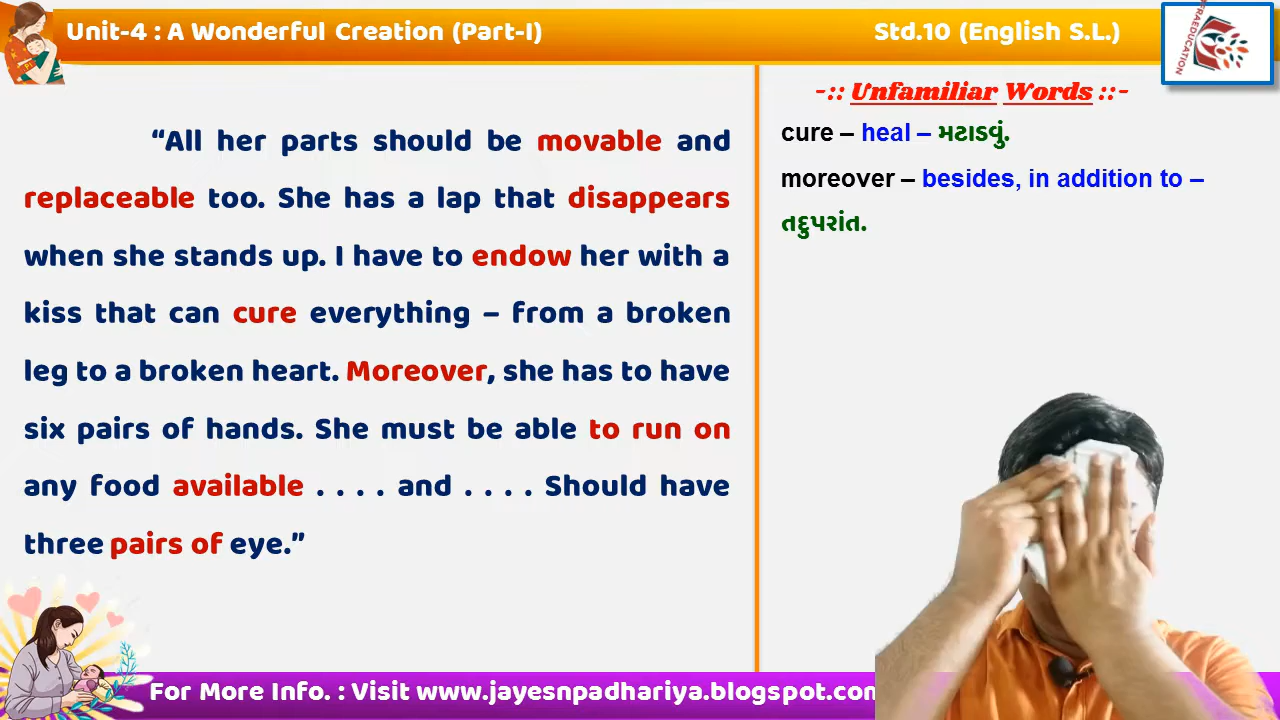 Unit-4 : A Wonderful Creation (Part-I)
Std.10 (English S.L.)
FRAEDUCATION
“All her parts should be movable and
replaceable too. She has a lap that disappears
when she stands up. I have to endow her with a
kiss that can cure everything – from a broken
leg to a broken heart. Moreover, she has to have
six pairs of hands. She must be able to run on
any food available . . . . and . . . . Should have
three pairs of eye.”
-:: Unfamiliar Words ::-
cure – heal – મટાડવું.
moreover – besides, in addition to –
તદુપરાંત.
For More Info. : Visit www.jayesnpadhariya.blogspot.com